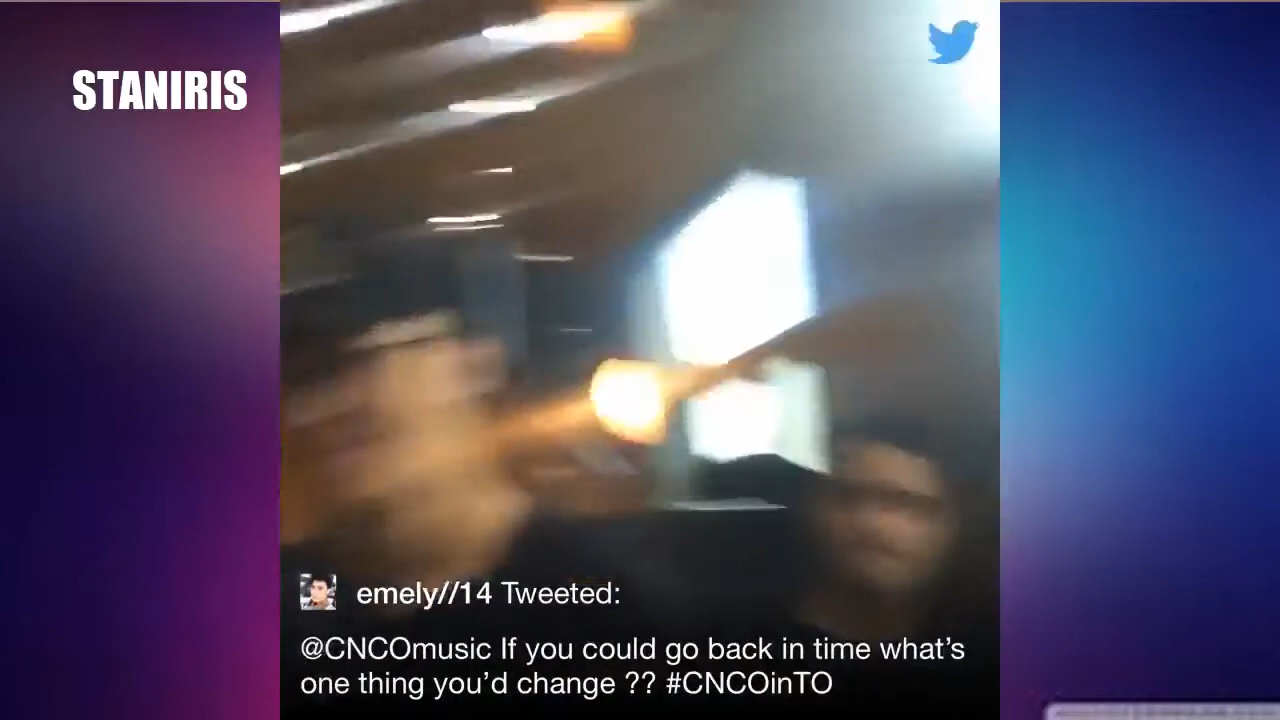 STANIRIS
emely//14 Tweeted:
@CNCOmusic If you could go back in time what’s
one thing you’d change ?? #CNCOinTO